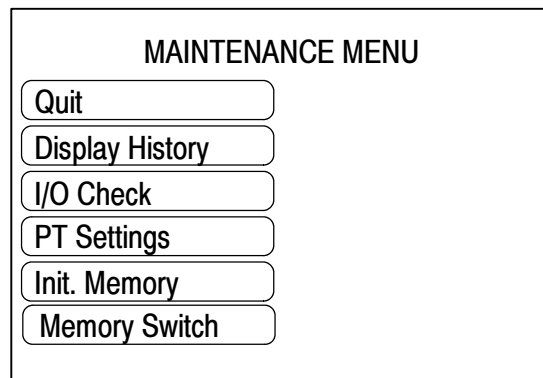 MAINTENANCE MENU
Quit
Display History
I/O Check
PT Settings
Init. Memory
Memory Switch